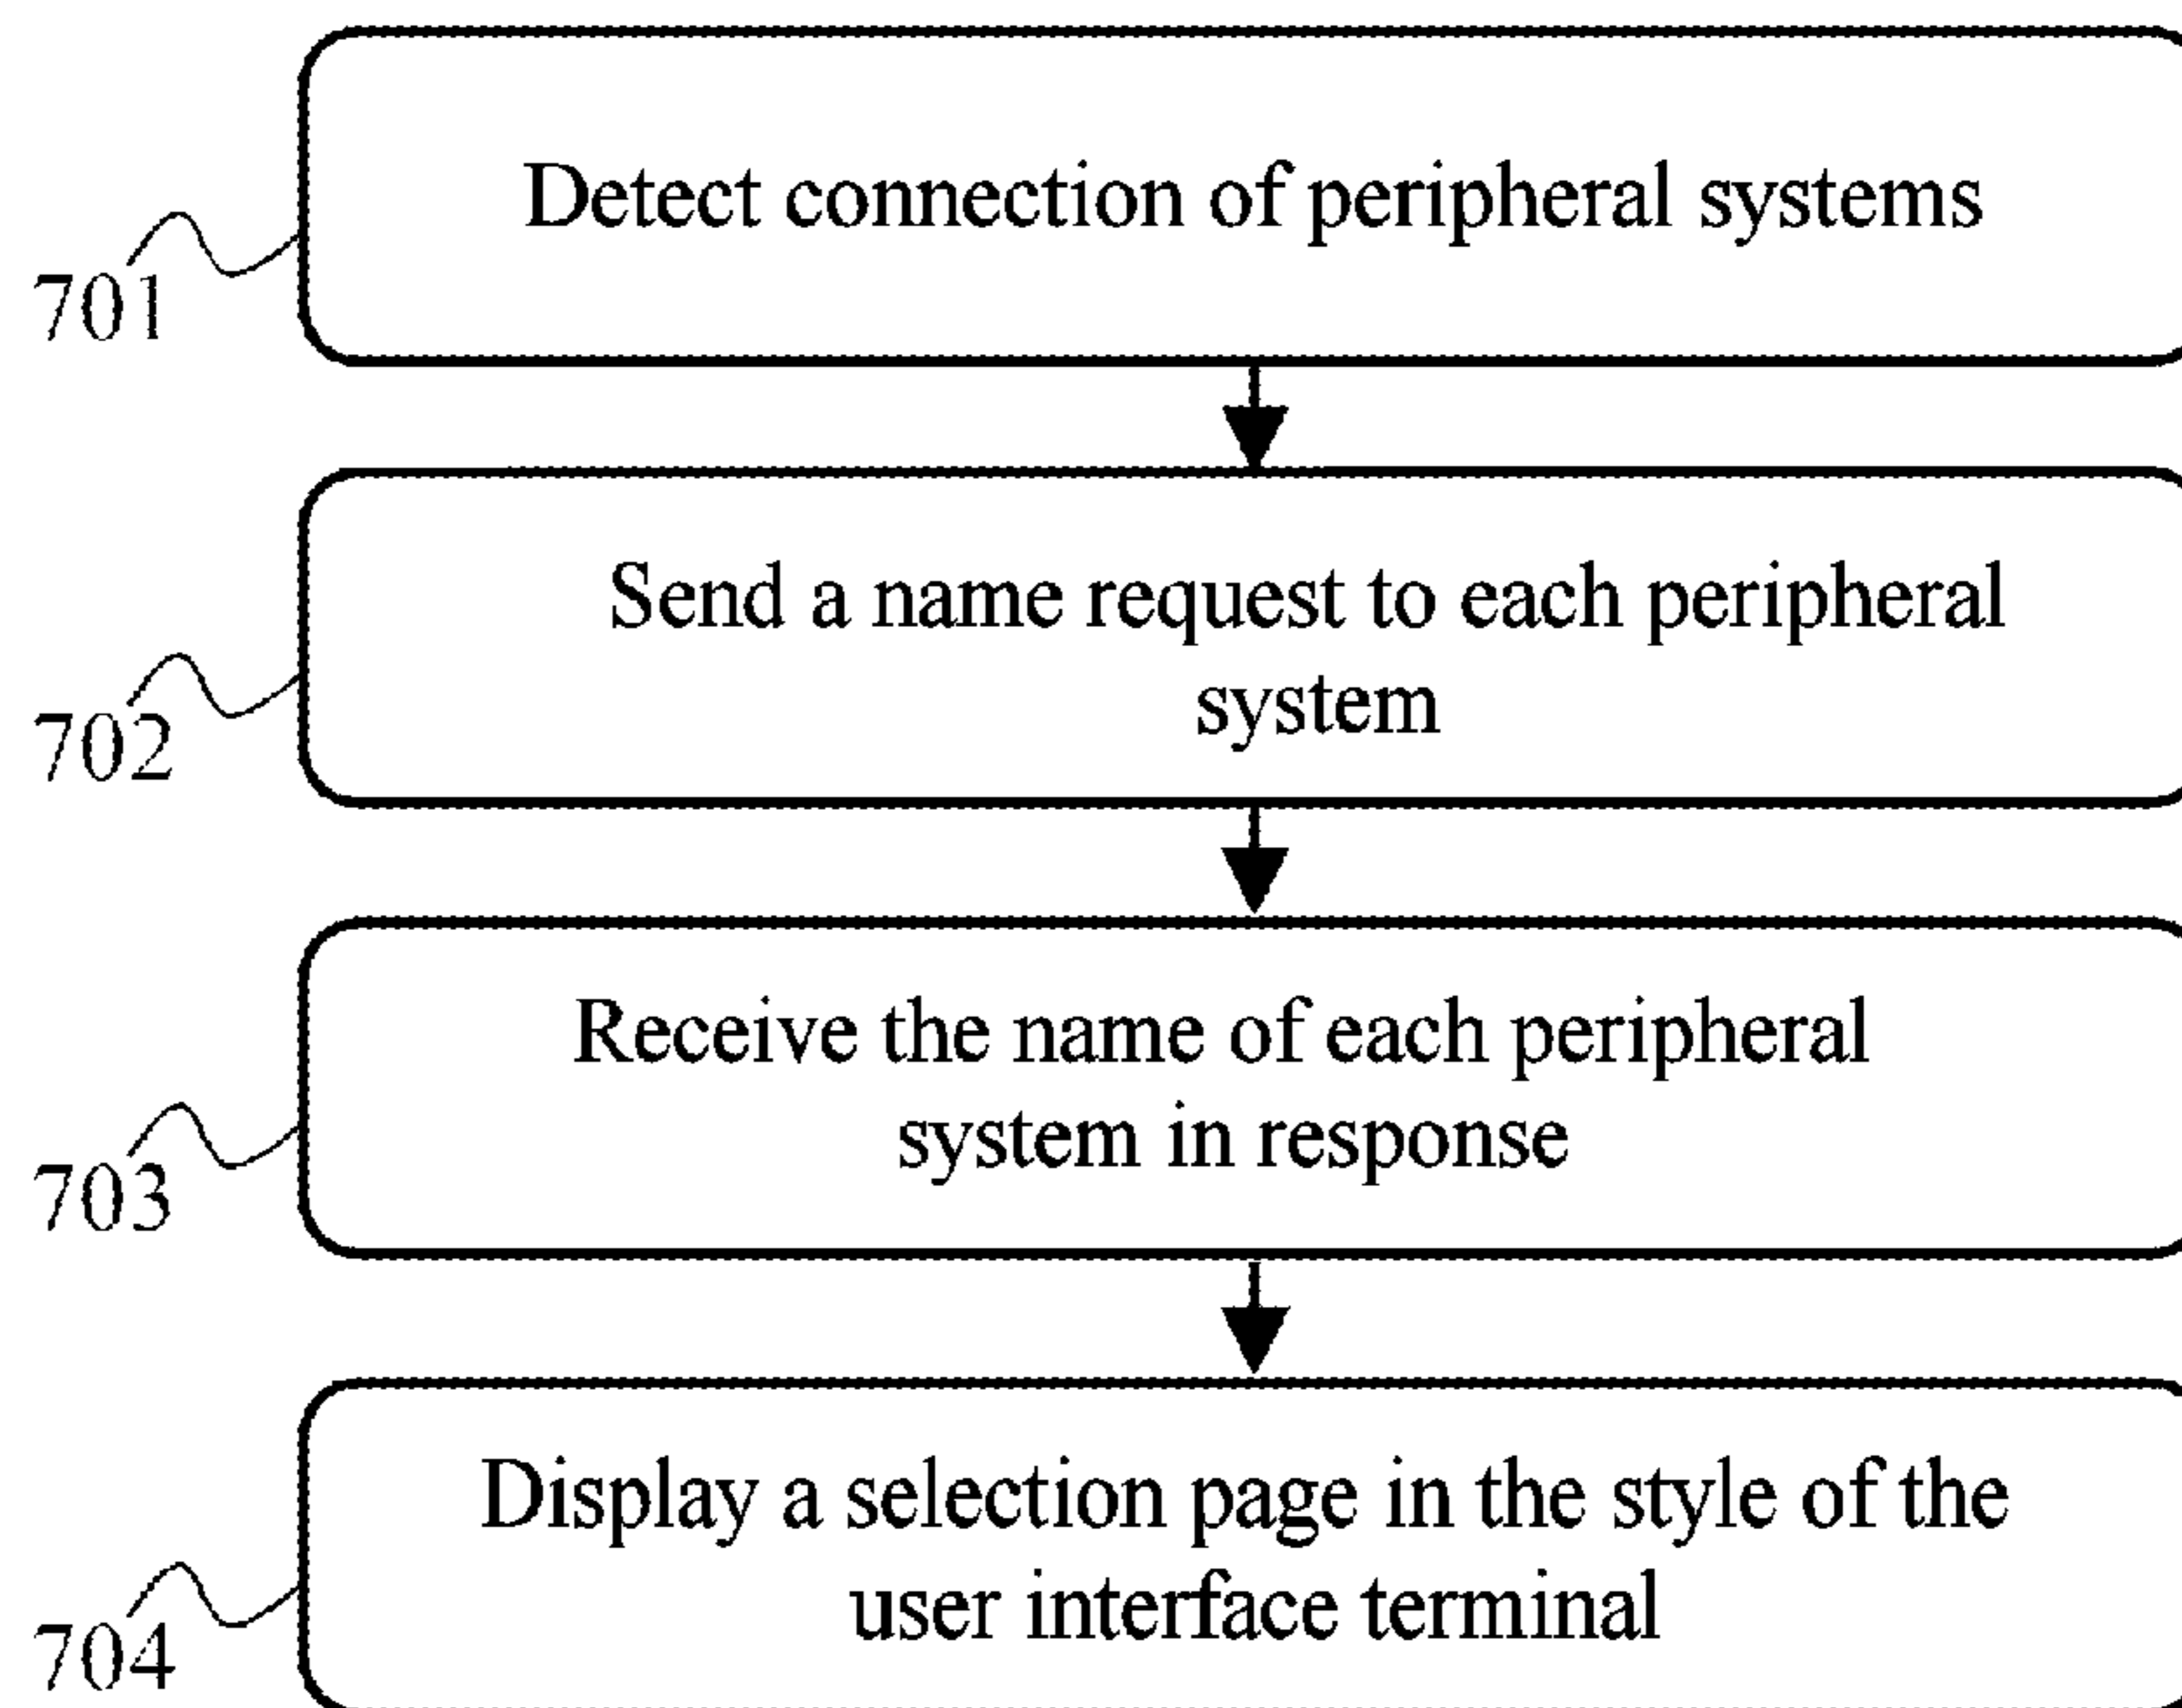 Detect connection of peripheral systems
701
Send a name request to each peripheral
system
702
Receive the name of each peripheral
system in response
703
Display a selection page in the style of the
user interface terminal
704